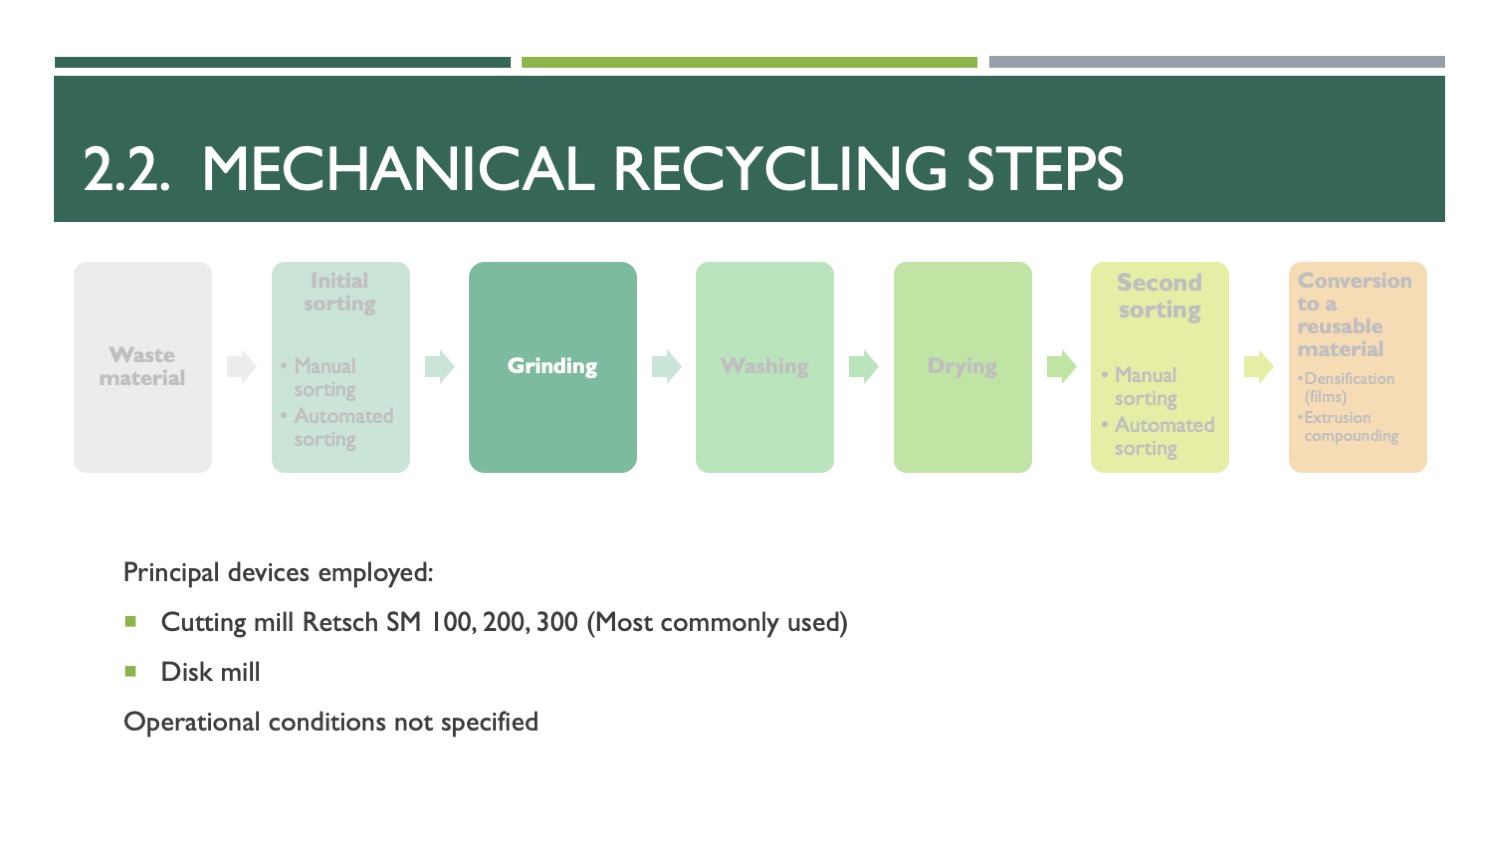 2.2. MECHANICAL RECYCLING STEPS
Waste
material
Initial
sorting
• Manual
sorting
• Automated
sorting
Grinding
Washing
Drying
Second
sorting
• Manual
sorting
• Automated
sorting
Conversion
to a
reusable
material
•Densification
(films)
•Extrusion
compounding
Principal devices employed:
▪ Cutting mill Retsch SM 100, 200, 300 (Most commonly used)
▪ Disk mill
Operational conditions not specified